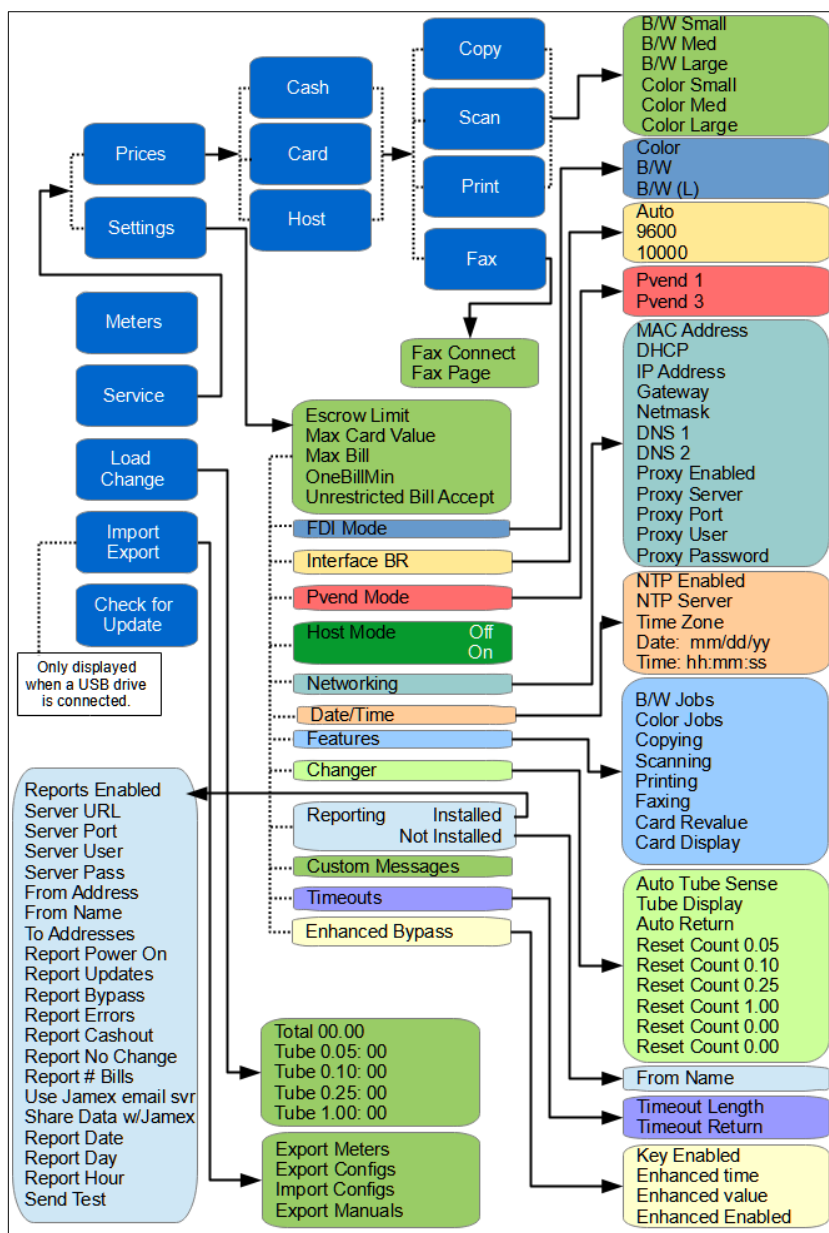 Prices
Settings
Meters
Service
Load
Change
Import
Export
Check for
Update
Only displayed
when a USB drive
is connected.
Cash
Card
Host
Copy
Scan
Print
Fax
Fax Connect
Fax Page
B/W Small
B/W Med
B/W Large
Color Small
Color Med
Color Large
Color
B/W
B/W (L)
Auto
9600
10000
Pvend 1
Pvend 3
MAC Address
DHCP
IP Address
Gateway
Netmask
DNS 1
DNS 2
Proxy Enabled
Proxy Server
Proxy Port
Proxy User
Proxy Password
NTP Enabled
NTP Server
Time Zone
Date: mm/dd/yy
Time: hh:mm:ss
B/W Jobs
Color Jobs
Copying
Scanning
Printing
Faxing
Card Revalue
Card Display
Auto Tube Sense
Tube Display
Auto Return
Reset Count 0.05
Reset Count 0.10
Reset Count 0.25
Reset Count 1.00
Reset Count 0.00
Reset Count 0.00
From Name
Timeout Length
Timeout Return
Key Enabled
Enhanced time
Enhanced value
Enhanced Enabled
Escrow Limit
Max Card Value
Max Bill
OneBillMin
Unrestricted Bill Accept
FDI Mode
Interface BR
Pvend Mode
Host Mode Off
On
Networking
Date/Time
Features
Changer
Reporting Installed
Not Installed
Custom Messages
Timeouts
Enhanced Bypass
Reports Enabled
Server URL
Server Port
Server User
Server Pass
From Address
From Name
To Addresses
Report Power On
Report Updates
Report Bypass
Report Errors
Report Cashout
Report No Change
Report # Bills
Use Jamex email svr
Share Data w/Jamex
Report Date
Report Day
Report Hour
Send Test
Total 00.00
Tube 0.05: 00
Tube 0.10: 00
Tube 0.25: 00
Tube 1.00: 00
Export Meters
Export Configs
Import Configs
Export Manuals